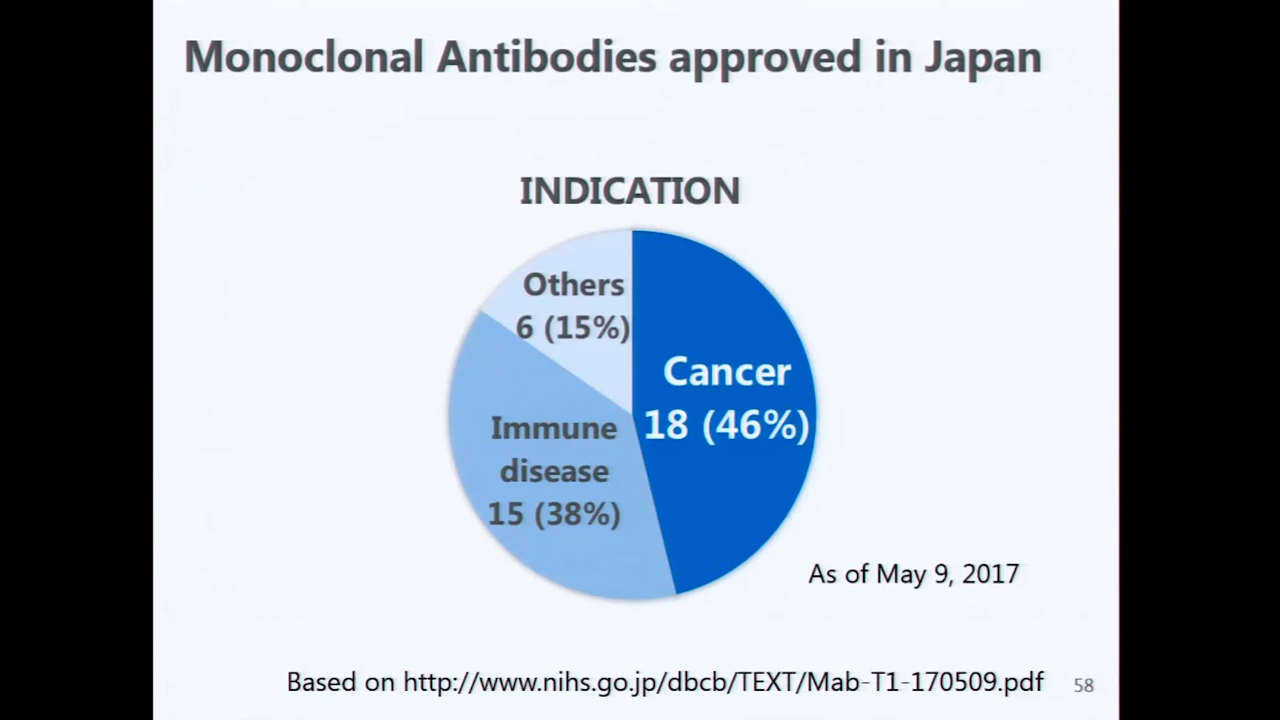 Monoclonal Antibodies approved in Japan
INDICATION
Others
6 (15%)
Cancer
18 (46%)
Immune
disease
15 (38%)
As of May 9, 2017
Based on http://www.nihs.go.jp/dbcb/TEXT/Mab-T1-170509.pdf
58